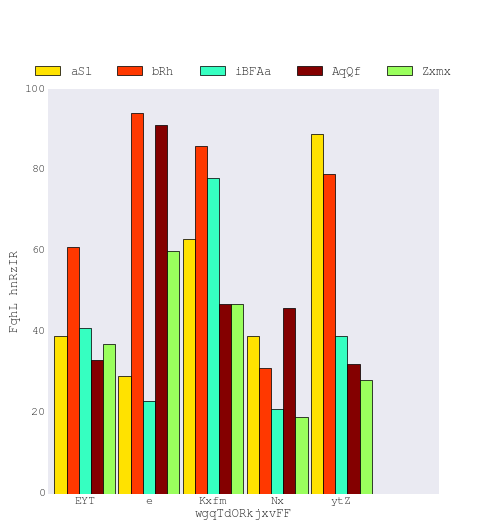 aSl bRh iBFAa AqQf Zxmx
100
80
60
40
20
0
FqhL hnRzIR
EYT e Kxfm Nx ytZ
wgqTdORkjxvFF